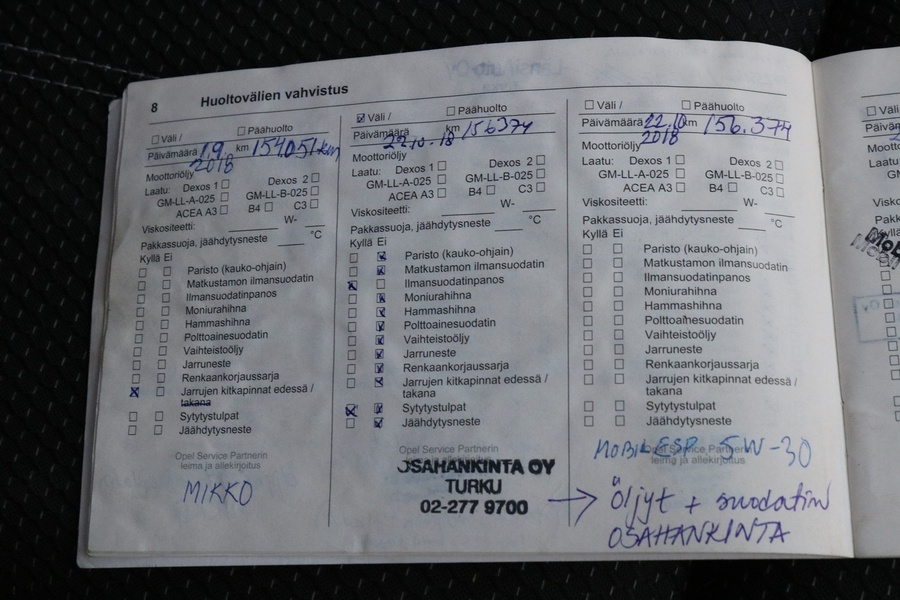 8 Huoltovälien vahvistus
Väli / Päähuolto
Päivämäärä 1.9 km 154051km
2018
Moottoriöljy
Laatu: Dexos 1 Dexos 2
GM-LL-A-025 GM-LL-B-025
ACEA A3 B4 C3
Viskositeetti: W-
Pakkassuoja, jäähdytysneste °C
Kyllä Ei
Paristo (kauko-ohjain)
Matkustamon ilmansuodatin
Ilmansuodatinpanos
Moniurahihna
Hammashihna
Polttoainesuodatin
Vaihteistoöljy
Jarruneste
Renkaankorjaussarja
Jarrujen kitkapinnat edessä /
takana
Sytytystulpat
Jäähdytysneste
Opel Service Partnerin
leima ja allekirjoitus
MIKKO
Väli / Päähuolto
Päivämäärä km 156374
22.10.18
Moottoriöljy
Laatu: Dexos 1 Dexos 2
GM-LL-A-025 GM-LL-B-025
ACEA A3 B4 C3
Viskositeetti: W-
Pakkassuoja, jäähdytysneste °C
Kyllä Ei
Paristo (kauko-ohjain)
Matkustamon ilmansuodatin
Ilmansuodatinpanos
Moniurahihna
Hammashihna
Polttoainesuodatin
Vaihteistoöljy
Jarruneste
Renkaankorjaussarja
Jarrujen kitkapinnat edessä /
takana
Sytytystulpat
Jäähdytysneste
Opel Service Partnerin
leima ja allekirjoitus
OSAHANKINTA OY
TURKU
02-277 9700
Väli / Päähuolto
Päivämäärä 22.10 km 156.374
2018
Moottoriöljy
Laatu: Dexos 1 Dexos 2
GM-LL-A-025 GM-LL-B-025
ACEA A3 B4 C3
Viskositeetti: W-
Pakkassuoja, jäähdytysneste °C
Kyllä Ei
Paristo (kauko-ohjain)
Matkustamon ilmansuodatin
Ilmansuodatinpanos
Moniurahihna
Hammashihna
Polttoainesuodatin
Vaihteistoöljy
Jarruneste
Renkaankorjaussarja
Jarrujen kitkapinnat edessä /
takana
Sytytystulpat
Jäähdytysneste
Opel Service Partnerin
leima ja allekirjoitus
MOBIL ESP 5W-30
Öljyt + suodatin
OSAHANKINTA